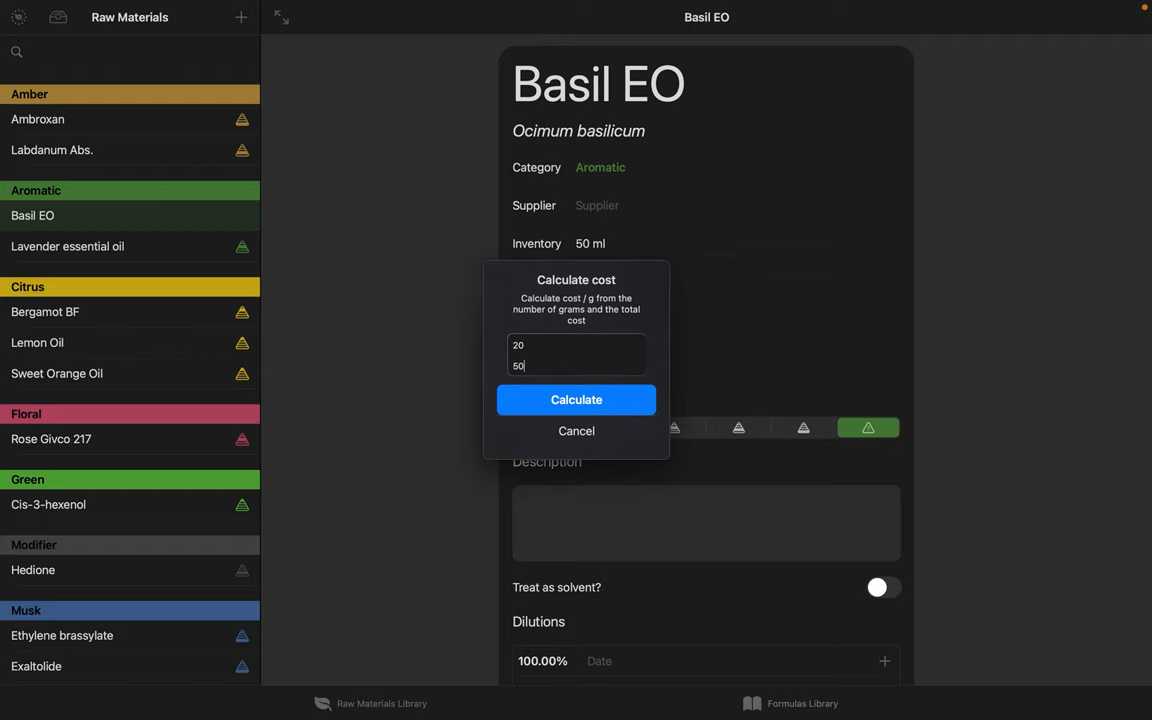 Raw Materials
Basil EO
Amber
Ambroxan
Labdanum Abs.
Aromatic
Basil EO
Lavender essential oil
Citrus
Bergamot BF
Lemon Oil
Sweet Orange Oil
Floral
Rose Givco 217
Green
Cis-3-hexenol
Modifier
Hedione
Musk
Ethylene brassylate
Exaltolide
Basil EO
Ocimum basilicum
Category Aromatic
Supplier Supplier
Inventory 50 ml
Calculate cost
Calculate cost / g from the
number of grams and the total
cost
20
50
Calculate
Cancel
Description
Treat as solvent?
Dilutions
100.00% Date
Raw Materials Library
Formulas Library